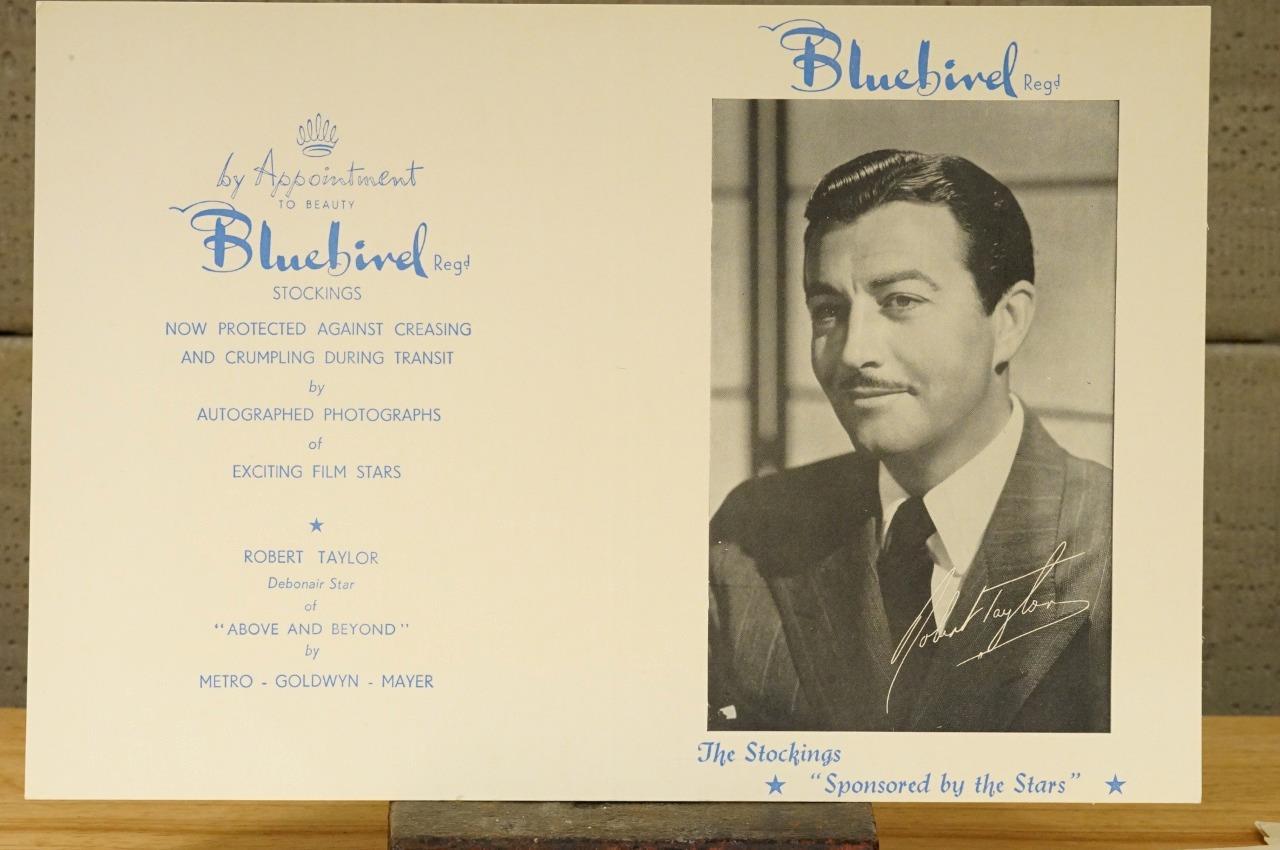 by Appointment
TO BEAUTY
Bluebird Regd
STOCKINGS
NOW PROTECTED AGAINST CREASING
AND CRUMPLING DURING TRANSIT
by
AUTOGRAPHED PHOTOGRAPHS
of
EXCITING FILM STARS
★
ROBERT TAYLOR
Debonair Star
of
"ABOVE AND BEYOND"
by
METRO - GOLDWYN - MAYER
Bluebird Regd
Robert Taylor
The Stockings
★ "Sponsored by the Stars" ★